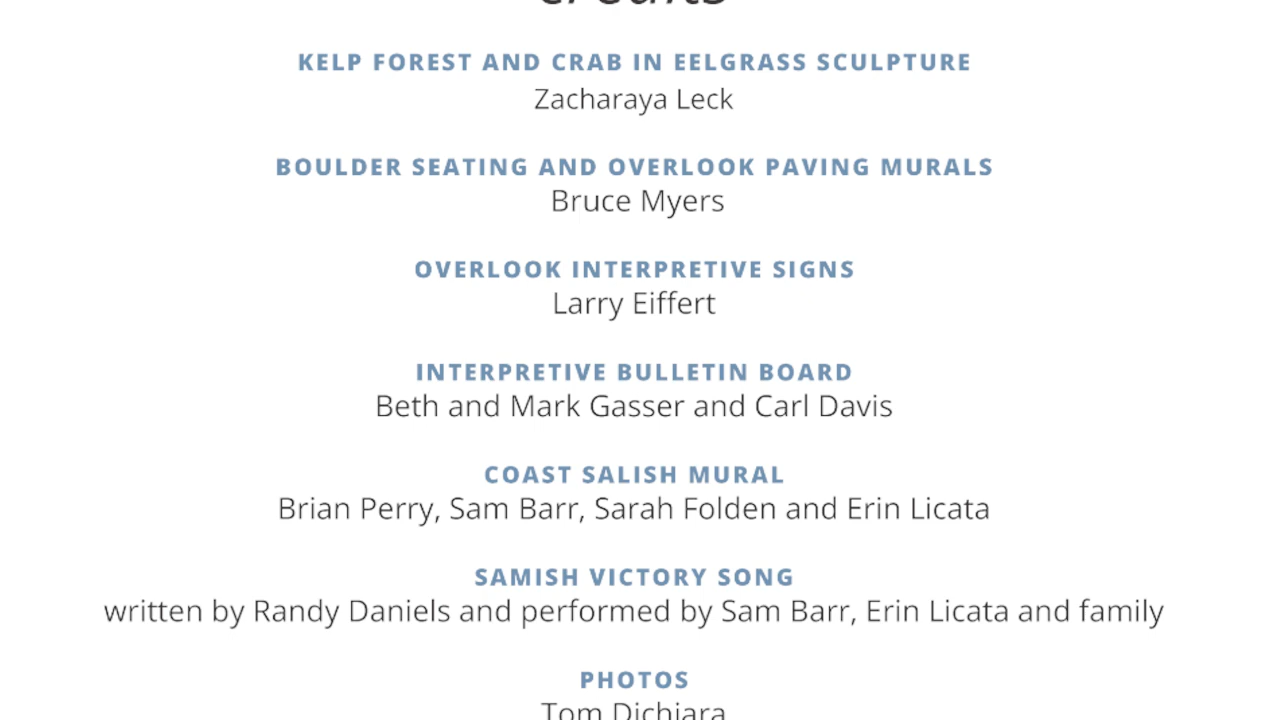 credits
KELP FOREST AND CRAB IN EELGRASS SCULPTURE
Zacharaya Leck
BOULDER SEATING AND OVERLOOK PAVING MURALS
Bruce Myers
OVERLOOK INTERPRETIVE SIGNS
Larry Eiffert
INTERPRETIVE BULLETIN BOARD
Beth and Mark Gasser and Carl Davis
COAST SALISH MURAL
Brian Perry, Sam Barr, Sarah Folden and Erin Licata
SAMISH VICTORY SONG
written by Randy Daniels and performed by Sam Barr, Erin Licata and family
PHOTOS
Tom Dichiara